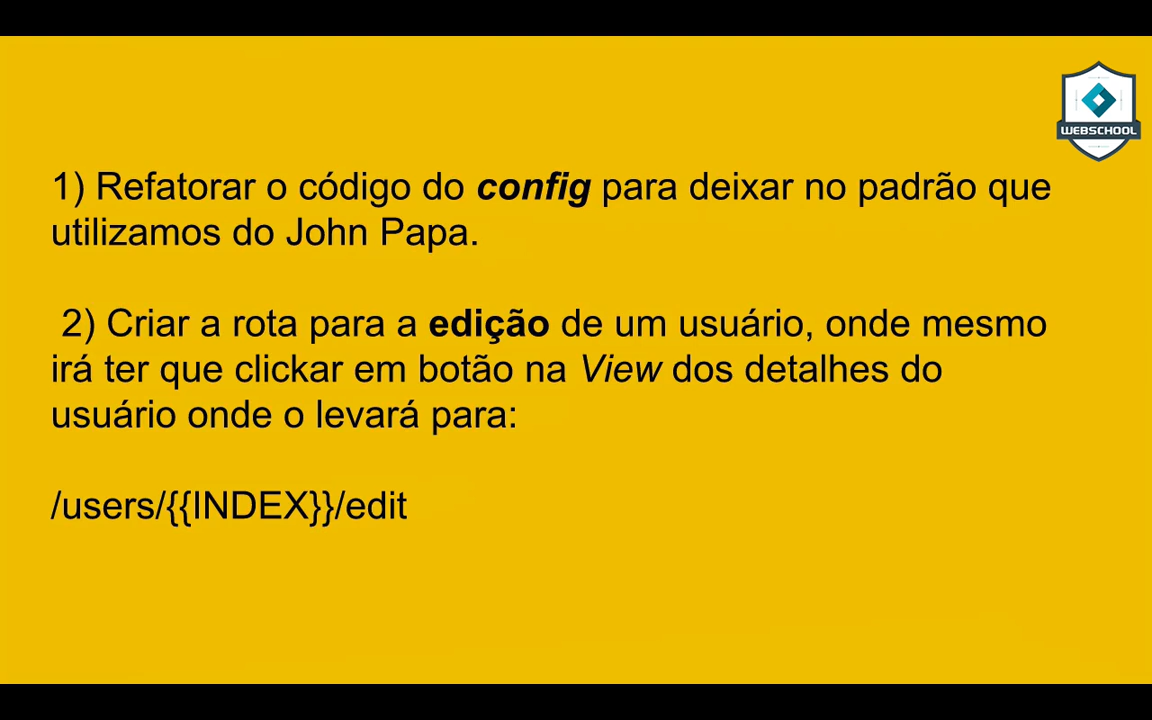 WEBSCHOOL
1) Refatorar o código do config para deixar no padrão que
utilizamos do John Papa.
2) Criar a rota para a edição de um usuário, onde mesmo
irá ter que clickar em botão na View dos detalhes do
usuário onde o levará para:
/users/{{INDEX}}/edit